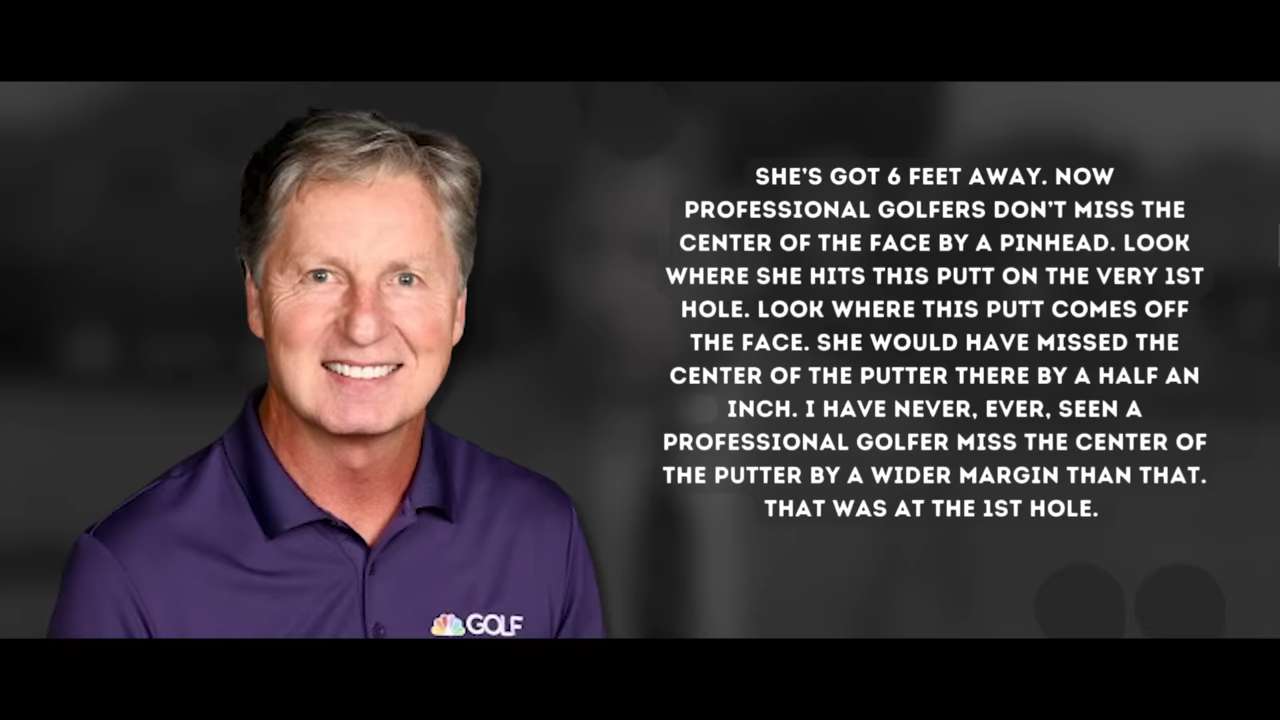 SHE'S GOT 6 FEET AWAY. NOW
PROFESSIONAL GOLFERS DON'T MISS THE
CENTER OF THE FACE BY A PINHEAD. LOOK
WHERE SHE HITS THIS PUTT ON THE VERY 1ST
HOLE. LOOK WHERE THIS PUTT COMES OFF
THE FACE. SHE WOULD HAVE MISSED THE
CENTER OF THE PUTTER THERE BY A HALF AN
INCH. I HAVE NEVER, EVER, SEEN A
PROFESSIONAL GOLFER MISS THE CENTER OF
THE PUTTER BY A WIDER MARGIN THAN THAT.
THAT WAS AT THE 1ST HOLE.
GOLF